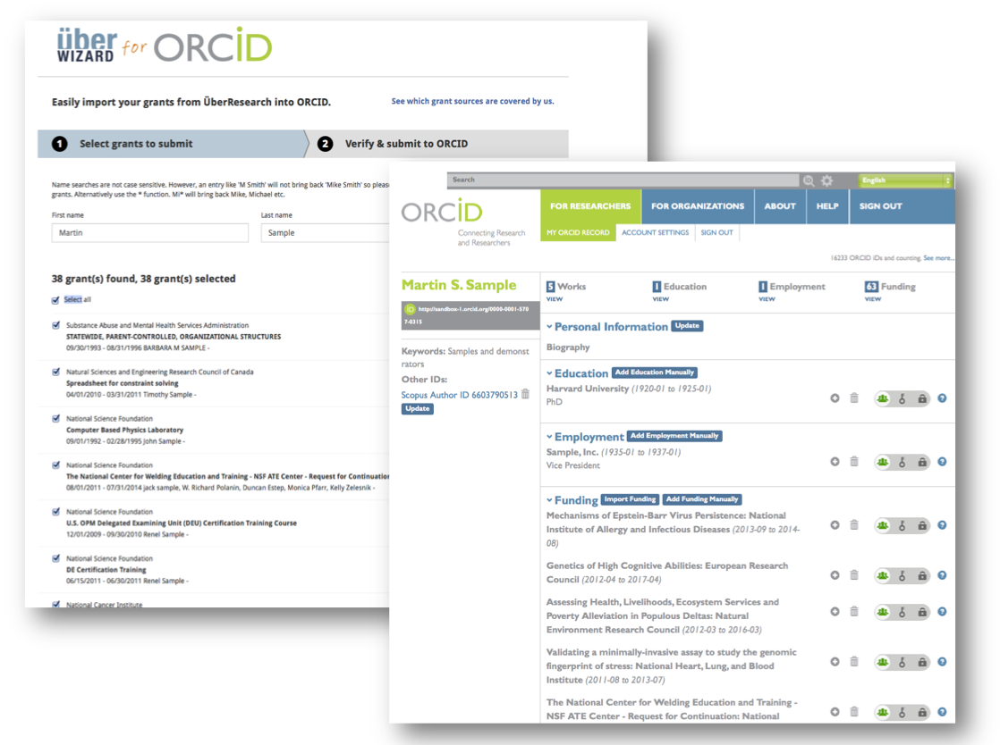 über
WIZARD for ORCiD
Easily import your grants from ÜberResearch into ORCID.
See which grant sources are covered by us.
1 Select grants to submit
2 Verify & submit to ORCID
Name searches are not case sensitive. However, an entry like 'M Smith' will not bring back 'Mike Smith' so pleas
grants. Alternatively use the * function. Mi* will bring back Mike, Michael etc.
First name
Last name
Martin
Sample
38 grant(s) found, 38 grant(s) selected
Select all
Substance Abuse and Mental Health Services Administration
STATEWIDE, PARENT-CONTROLLED, ORGANIZATIONAL STRUCTURES
09/30/1993 - 08/31/1996 BARBARA M SAMPLE -
Natural Sciences and Engineering Research Council of Canada
Spreadsheet for constraint solving
04/01/2010 - 03/31/2011 Timothy Sample -
National Science Foundation
Computer Based Physics Laboratory
09/01/1992 - 02/28/1995 John Sample -
National Science Foundation
The National Center for Welding Education and Training - NSF ATE Center - Request for Continuation
08/01/2011 - 07/31/2014 jack sample, W. Richard Polanin, Duncan Estep, Monica Pfarr, Kelly Zelesnik -
National Science Foundation
U.S. OPM Delegated Examining Unit (DEU) Certification Training Course
12/01/2009 - 09/30/2010 Renel Sample -
National Science Foundation
DE Certification Training
06/15/2011 - 06/30/2011 Renel Sample -
National Cancer Institute
Search
English
ORCiD
Connecting Research
and Researchers
FOR RESEARCHERS
FOR ORGANIZATIONS
ABOUT
HELP
SIGN OUT
MY ORCID RECORD
ACCOUNT SETTINGS
SIGN OUT
16233 ORCID iDs and counting. See more...
Martin S. Sample
iD http://sandbox-1.orcid.org/0000-0001-570
7-0315
Keywords: Samples and demonst
rators
Other IDs:
Scopus Author ID 6603790513
Update
5 Works
VIEW
1 Education
VIEW
1 Employment
VIEW
63 Funding
VIEW
Personal Information Update
Biography
Education Add Education Manually
Harvard University (1920-01 to 1925-01)
PhD
Employment Add Employment Manually
Sample, Inc. (1935-01 to 1937-01)
Vice President
Funding Import Funding Add Funding Manually
Mechanisms of Epstein-Barr Virus Persistence: National
Institute of Allergy and Infectious Diseases (2013-09 to 2014-
08)
Genetics of High Cognitive Abilities: European Research
Council (2012-04 to 2017-04)
Assessing Health, Livelihoods, Ecosystem Services and
Poverty Alleviation in Populous Deltas: Natural
Environment Research Council (2012-03 to 2016-03)
Validating a minimally-invasive assay to study the genomic
fingerprint of stress: National Heart, Lung, and Blood
Institute (2011-08 to 2013-07)
The National Center for Welding Education and Training -
NSF ATE Center - Request for Continuation: National